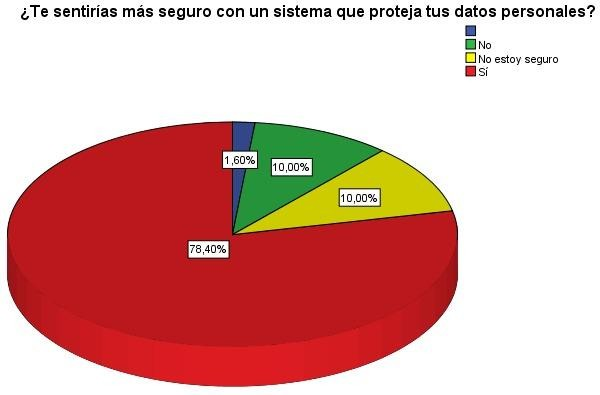 ¿Te sentirías más seguro con un sistema que proteja tus datos personales?
No
No estoy seguro
Sí
1,60%
10,00%
10,00%
78,40%